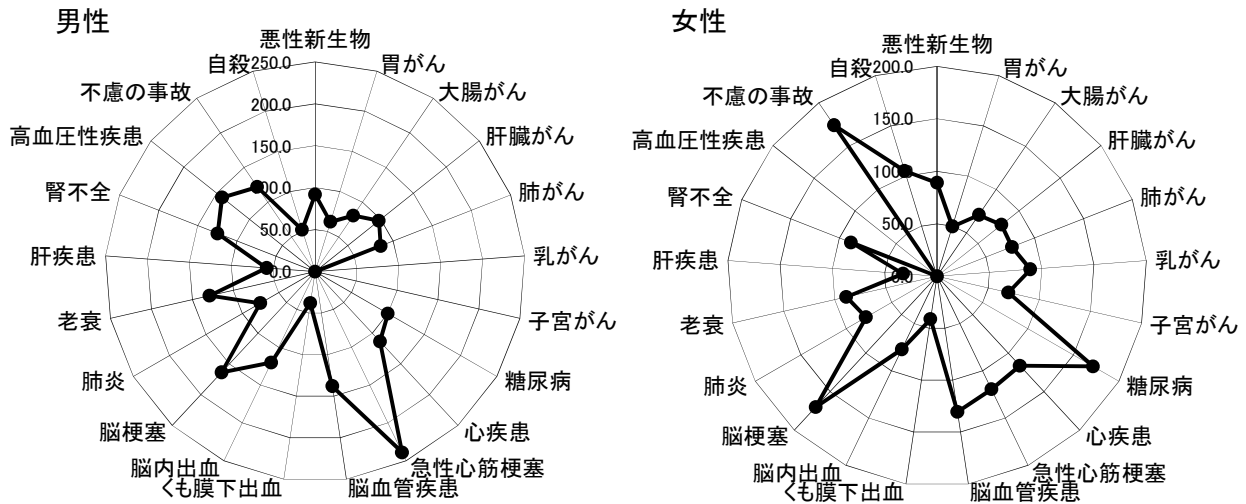 男性
悪性新生物
胃がん
大腸がん
肝臓がん
肺がん
乳がん
子宮がん
糖尿病
心疾患
急性心筋梗塞
脳血管疾患
くも膜下出血
脳内出血
脳梗塞
肺炎
老衰
肝疾患
腎不全
高血圧性疾患
不慮の事故
自殺
250.0
200.0
150.0
100.0
50.0
0.0
女性
悪性新生物
胃がん
大腸がん
肝臓がん
肺がん
乳がん
子宮がん
糖尿病
心疾患
急性心筋梗塞
脳血管疾患
くも膜下出血
脳内出血
脳梗塞
肺炎
老衰
肝疾患
腎不全
高血圧性疾患
不慮の事故
自殺
200.0
150.0
100.0
50.0
0.0